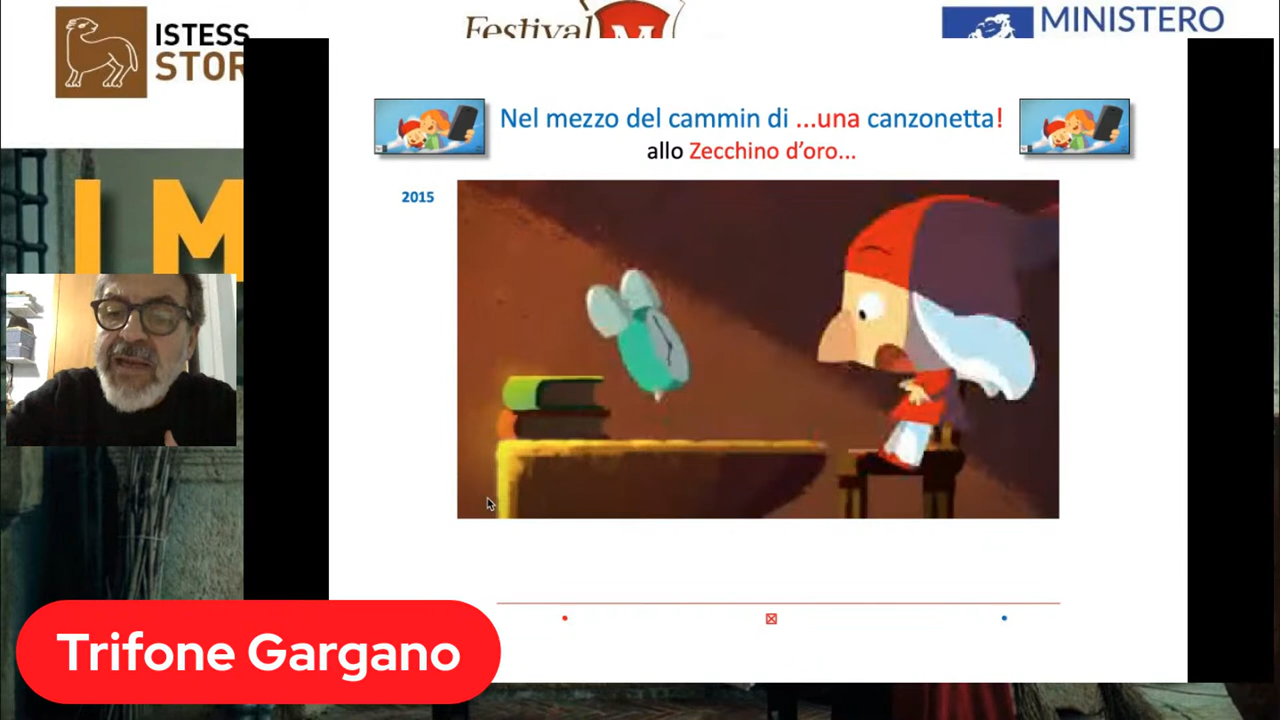 ISTESS
STOR
Festival
M
MINISTERO
I M
Nel mezzo del cammin di ...una canzonetta!
allo Zecchino d’oro...
2015
Trifone Gargano